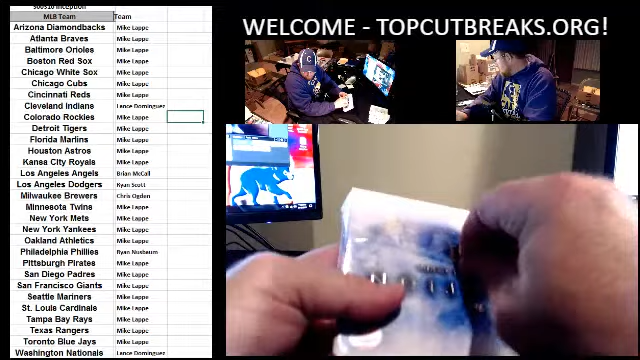 S00310 Inception
WELCOME - TOPCUTBREAKS.ORG!
MLB Team Team
Arizona Diamondbacks Mike Lappe
Atlanta Braves Mike Lappe
Baltimore Orioles Mike Lappe
Boston Red Sox Mike Lappe
Chicago White Sox Mike Lappe
Chicago Cubs Mike Lappe
Cincinnati Reds Mike Lappe
Cleveland Indians Lance Dominguez
Colorado Rockies Mike Lappe
Detroit Tigers Mike Lappe
Florida Marlins Mike Lappe
Houston Astros Mike Lappe
Kansa City Royals Mike Lappe
Los Angeles Angels Brian McCall
Los Angeles Dodgers Ryan Scott
Milwaukee Brewers Chris Ogden
Minnesota Twins Mike Lappe
New York Mets Mike Lappe
New York Yankees Mike Lappe
Oakland Athletics Mike Lappe
Philadelphia Phillies Ryan Nusbaum
Pittsburgh Pirates Mike Lappe
San Diego Padres Mike Lappe
San Francisco Giants Mike Lappe
Seattle Mariners Mike Lappe
St. Louis Cardinals Mike Lappe
Tampa Bay Rays Mike Lappe
Texas Rangers Mike Lappe
Toronto Blue Jays Mike Lappe
Washington Nationals Lance Dominguez